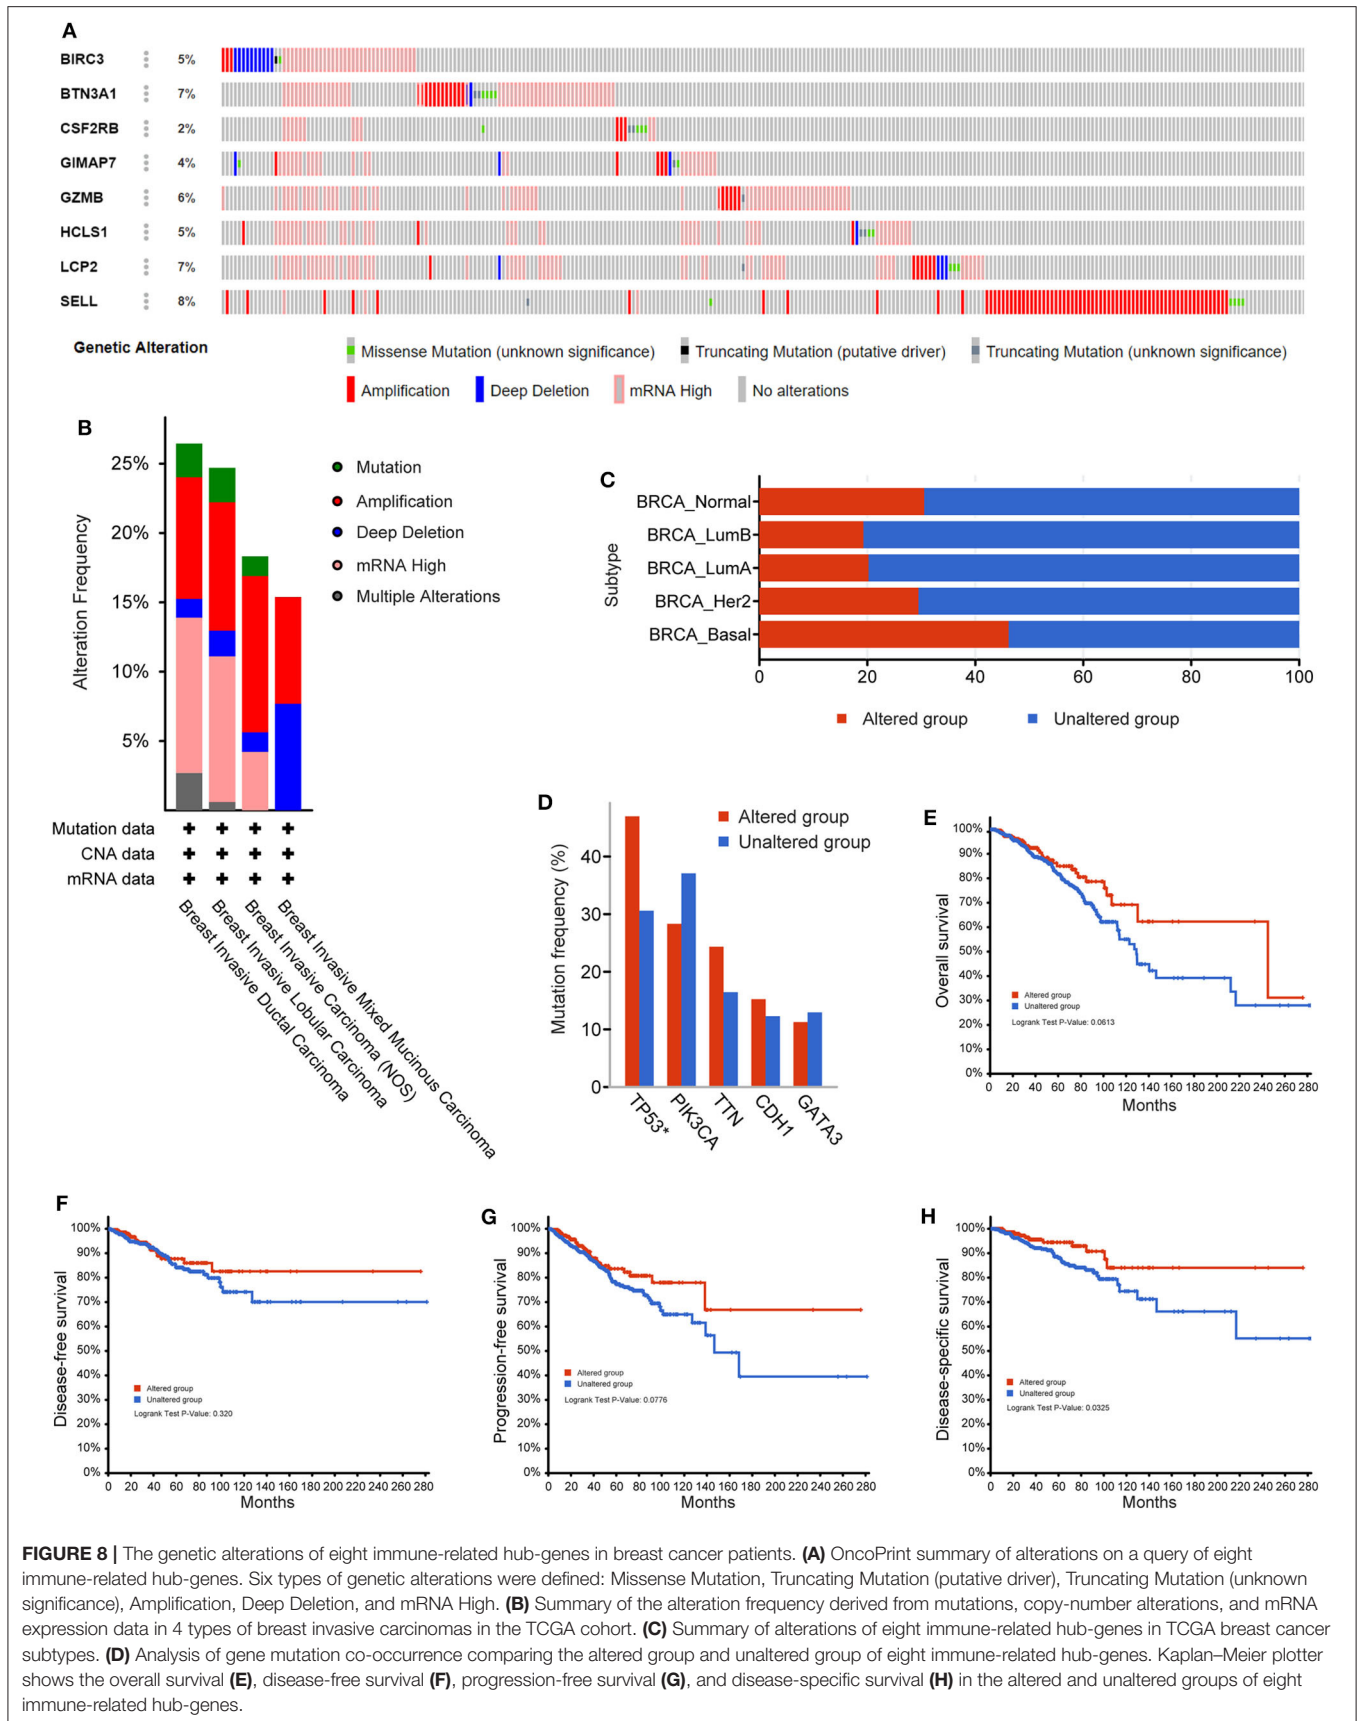 A
BIRC3 5%
BTN3A1 7%
CSF2RB 2%
GIMAP7 4%
GZMB 6%
HCLS1 5%
LCP2 7%
SELL 8%
Genetic Alteration
Missense Mutation (unknown significance) Truncating Mutation (putative driver) Truncating Mutation (unknown significance)
Amplification Deep Deletion mRNA High No alterations
B
Alteration Frequency
25%
20%
15%
10%
5%
Mutation
Amplification
Deep Deletion
mRNA High
Multiple Alterations
Mutation data + + + +
CNA data + + + +
mRNA data + + + +
Breast Invasive Ductal Carcinoma
Breast Invasive Lobular Carcinoma
Breast Invasive Carcinoma (NOS)
Breast Invasive Mixed Mucinous Carcinoma
C
Subtype
BRCA_Normal
BRCA_LumB
BRCA_LumA
BRCA_Her2
BRCA_Basal
0 20 40 60 80 100
Altered group Unaltered group
D
Mutation frequency (%)
40
30
20
10
0
Altered group
Unaltered group
TP53*
PIK3CA
TTN
CDH1
GATA3
E
Overall survival
100%
90%
80%
70%
60%
50%
40%
30%
20%
10%
0%
Altered group
Unaltered group
Logrank Test P-Value: 0.0613
0 20 40 60 80 100 120 140 160 180 200 220 240 260 280
Months
F
Disease-free survival
100%
90%
80%
70%
60%
50%
40%
30%
20%
10%
0%
Altered group
Unaltered group
Logrank Test P-Value: 0.320
0 20 40 60 80 100 120 140 160 180 200 220 240 260 280
Months
G
Progression-free survival
100%
90%
80%
70%
60%
50%
40%
30%
20%
10%
0%
Altered group
Unaltered group
Logrank Test P-Value: 0.0776
0 20 40 60 80 100 120 140 160 180 200 220 240 260 280
Months
H
Disease-specific survival
100%
90%
80%
70%
60%
50%
40%
30%
20%
10%
0%
Altered group
Unaltered group
Logrank Test P-Value: 0.0325
0 20 40 60 80 100 120 140 160 180 200 220 240 260 280
Months
FIGURE 8 | The genetic alterations of eight immune-related hub-genes in breast cancer patients. (A) OncoPrint summary of alterations on a query of eight
immune-related hub-genes. Six types of genetic alterations were defined: Missense Mutation, Truncating Mutation (putative driver), Truncating Mutation (unknown
significance), Amplification, Deep Deletion, and mRNA High. (B) Summary of the alteration frequency derived from mutations, copy-number alterations, and mRNA
expression data in 4 types of breast invasive carcinomas in the TCGA cohort. (C) Summary of alterations of eight immune-related hub-genes in TCGA breast cancer
subtypes. (D) Analysis of gene mutation co-occurrence comparing the altered group and unaltered group of eight immune-related hub-genes. Kaplan–Meier plotter
shows the overall survival (E), disease-free survival (F), progression-free survival (G), and disease-specific survival (H) in the altered and unaltered groups of eight
immune-related hub-genes.